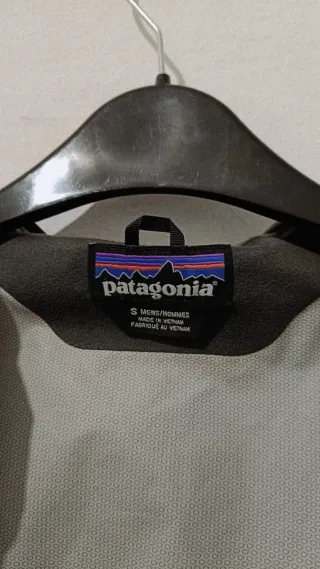 patagonia®
S MENS/HOMMES
MADE IN VIETNAM
FABRIQUÉ AU VIETNAM